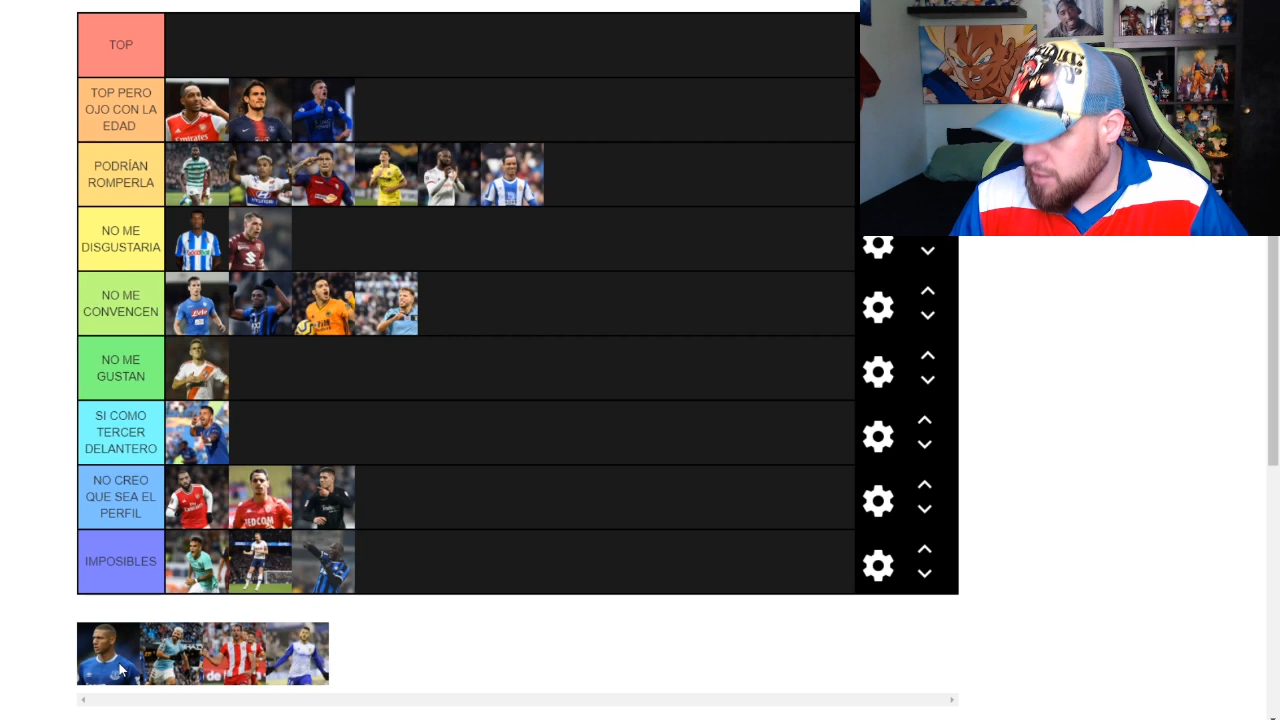 TOP
TOP PERO
OJO CON LA
EDAD
PODRÍAN
ROMPERLA
NO ME
DISGUSTARIA
NO ME
CONVENCEN
NO ME
GUSTAN
SI COMO
TERCER
DELANTERO
NO CREO
QUE SEA EL
PERFIL
IMPOSIBLES